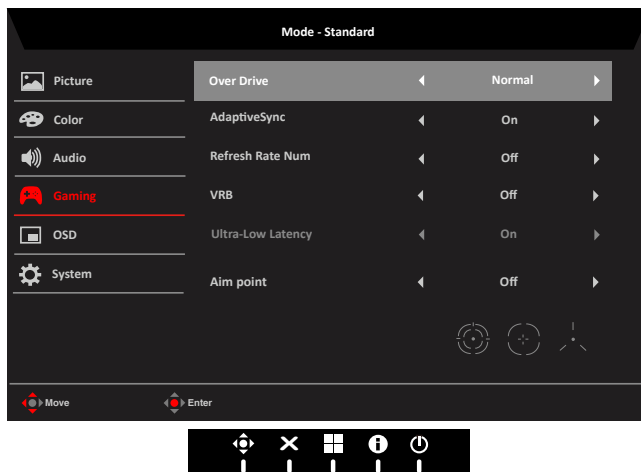 Mode - Standard
Picture
Color
Audio
Gaming
OSD
System
Over Drive Normal
AdaptiveSync On
Refresh Rate Num Off
VRB Off
Ultra-Low Latency On
Aim point Off
Move Enter